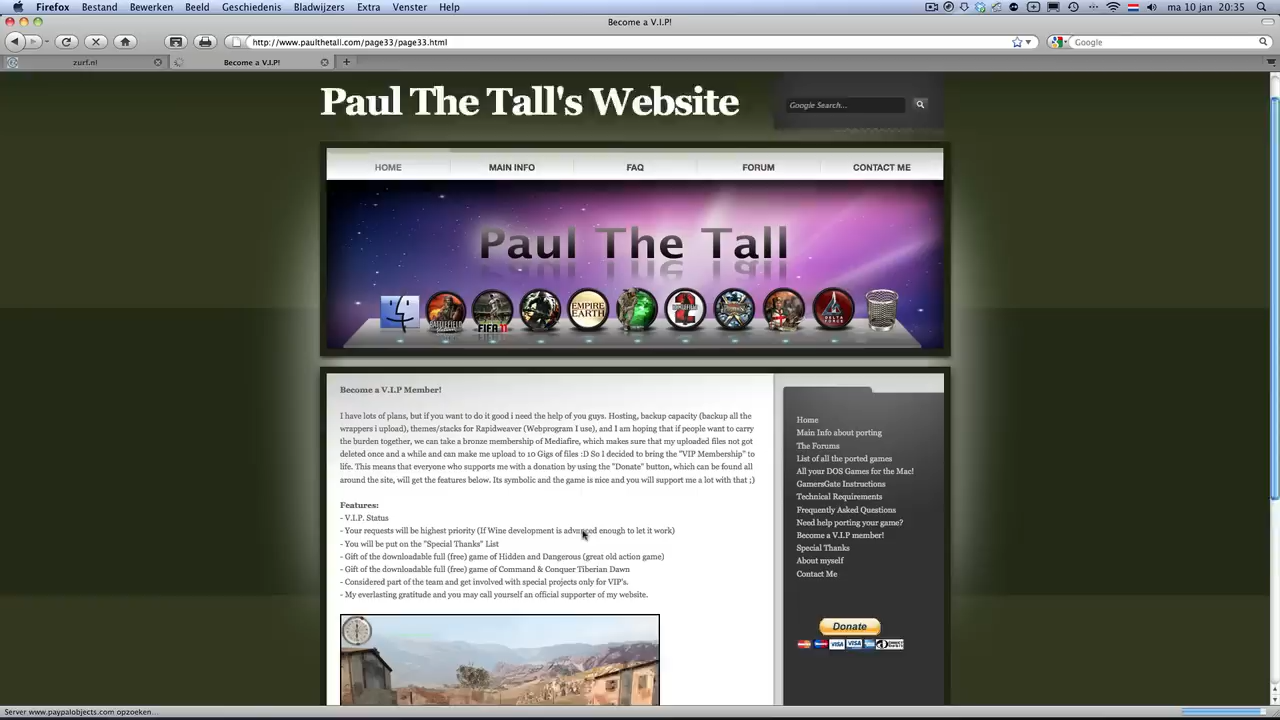 Firefox Bestand Bewerken Beeld Geschiedenis Bladwijzers Extra Venster Help ma 10 jan 20:35
Become a V.I.P!
http://www.paulthetall.com/page33/page33.html Google
zurf.nl Become a V.I.P!
Paul The Tall's Website
Google Search...
HOME MAIN INFO FAQ FORUM CONTACT ME
Paul The Tall
FIFA 11 EMPIRE EARTH DELTA FORCE
Become a V.I.P Member!
I have lots of plans, but if you want to do it good i need the help of you guys. Hosting, backup capacity (backup all the
wrappers i upload), themes/stacks for Rapidweaver (Webprogram I use), and I am hoping that if people want to carry
the burden together, we can take a bronze membership of Mediafire, which makes sure that my uploaded files not got
deleted once and a while and can make me upload to 10 Gigs of files :D So I decided to bring the "VIP Membership" to
life. This means that everyone who supports me with a donation by using the "Donate" button, which can be found all
around the site, will get the features below. Its symbolic and the game is nice and you will support me a lot with that ;)
Features:
- V.I.P. Status
- Your requests will be highest priority (If Wine development is advanced enough to let it work)
- You will be put on the "Special Thanks" List
- Gift of the downloadable full (free) game of Hidden and Dangerous (great old action game)
- Gift of the downloadable full (free) game of Command & Conquer Tiberian Dawn
- Considered part of the team and get involved with special projects only for VIP's.
- My everlasting gratitude and you may call yourself an official supporter of my website.
Home
Main Info about porting
The Forums
List of all the ported games
All your DOS Games for the Mac!
GamersGate Instructions
Technical Requirements
Frequently Asked Questions
Need help porting your game?
Become a V.I.P member!
Special Thanks
About myself
Contact Me
Donate
Server www.paypalobjects.com opzoeken...